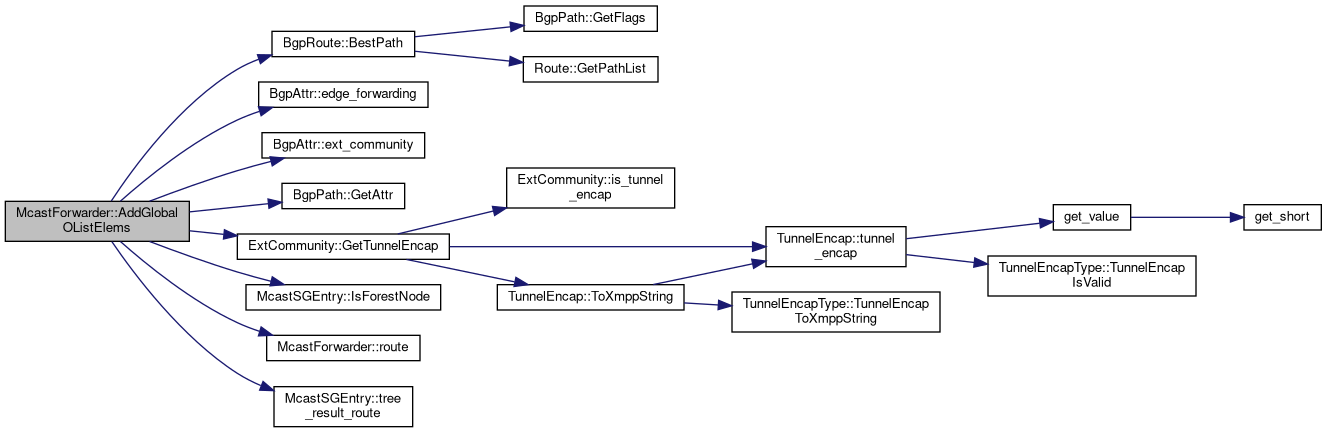 McastForwarder::AddGlobal
OListElems
BgpRoute::BestPath
BgpPath::GetFlags
Route::GetPathList
BgpAttr::edge_forwarding
BgpAttr::ext_community
BgpPath::GetAttr
ExtCommunity::GetTunnelEncap
ExtCommunity::is_tunnel
_encap
TunnelEncap::tunnel
_encap
get_value
get_short
TunnelEncapType::TunnelEncap
IsValid
TunnelEncap::ToXmppString
TunnelEncapType::TunnelEncap
ToXmppString
McastSGEntry::IsForestNode
McastForwarder::route
McastSGEntry::tree
_result_route